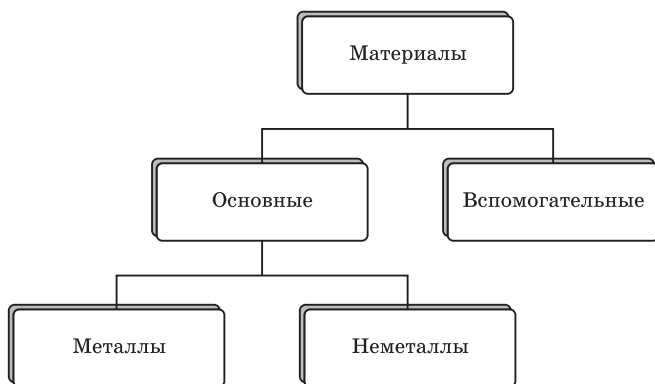 Материалы
Основные
Вспомогательные
Металлы
Неметаллы